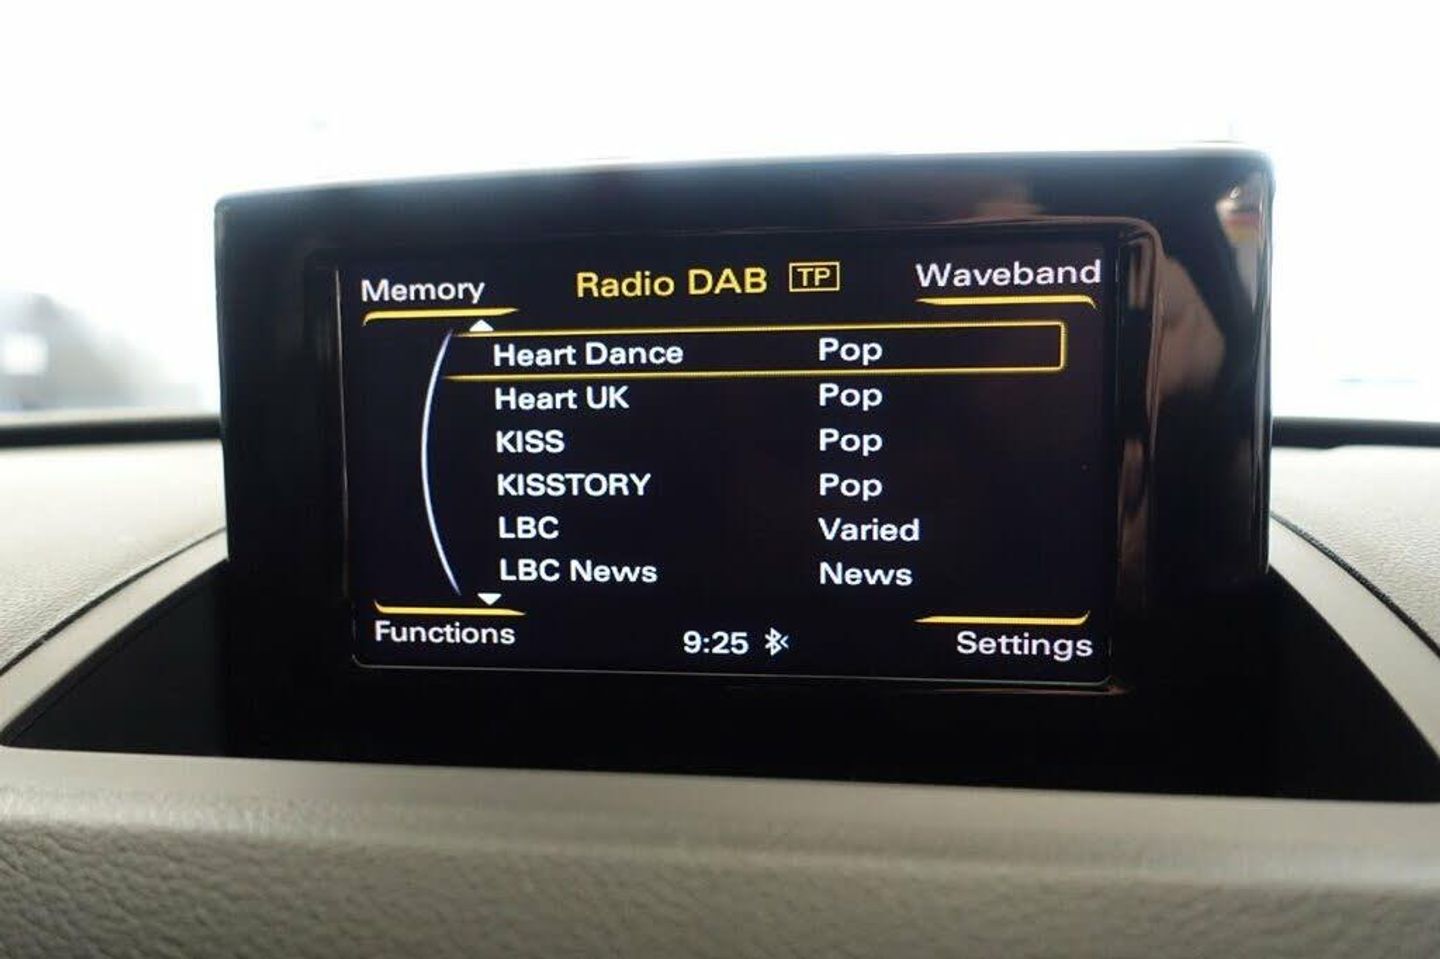 Memory Radio DAB TP Waveband
Heart Dance Pop
Heart UK Pop
KISS Pop
KISSTORY Pop
LBC Varied
LBC News News
Functions 9:25 Settings